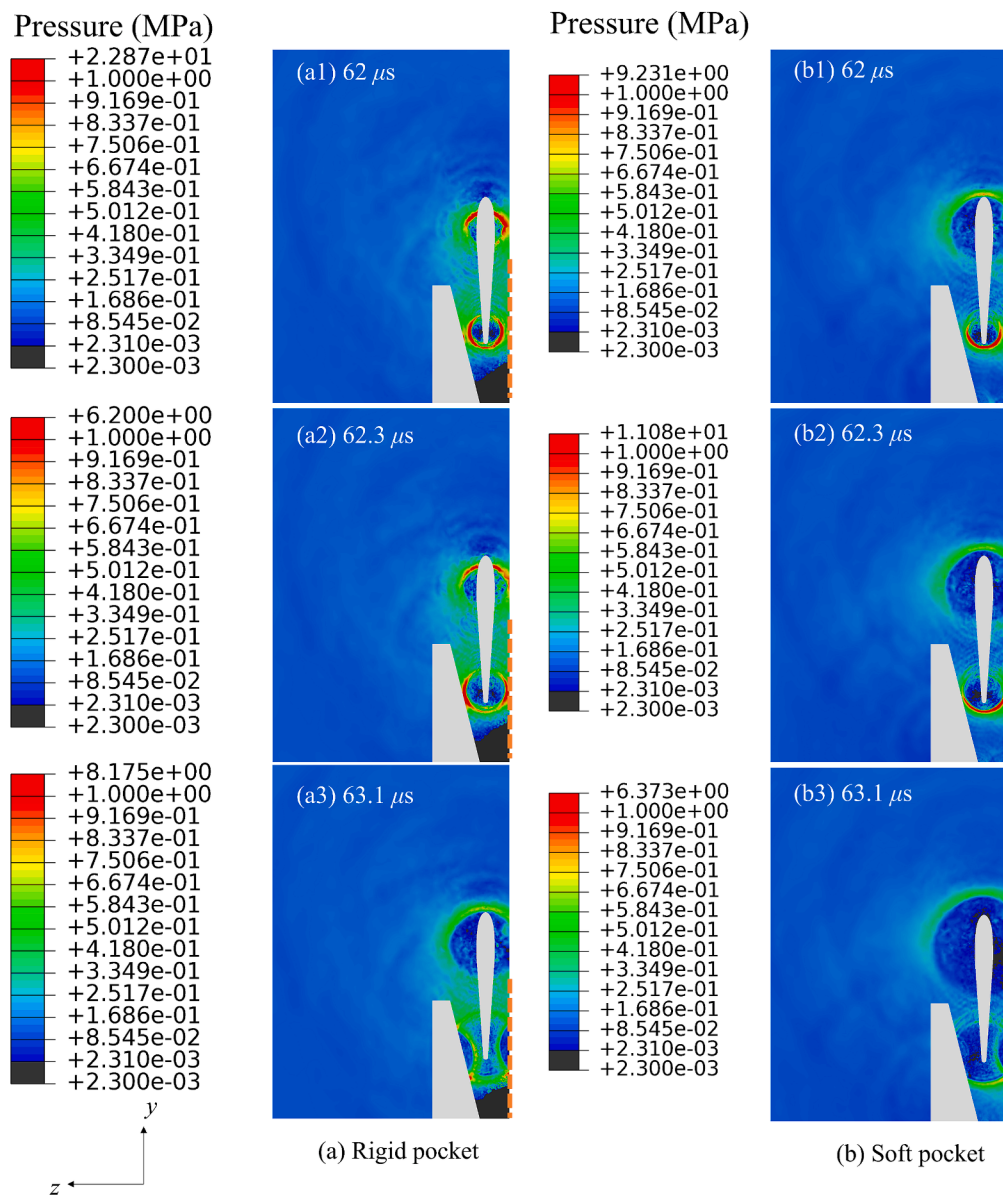 Pressure (MPa)
+2.287e+01
+1.000e+00
+9.169e-01
+8.337e-01
+7.506e-01
+6.674e-01
+5.843e-01
+5.012e-01
+4.180e-01
+3.349e-01
+2.517e-01
+1.686e-01
+8.545e-02
+2.310e-03
+2.300e-03
(a1) 62 μs
Pressure (MPa)
+9.231e+00
+1.000e+00
+9.169e-01
+8.337e-01
+7.506e-01
+6.674e-01
+5.843e-01
+5.012e-01
+4.180e-01
+3.349e-01
+2.517e-01
+1.686e-01
+8.545e-02
+2.310e-03
+2.300e-03
(b1) 62 μs
+6.200e+00
+1.000e+00
+9.169e-01
+8.337e-01
+7.506e-01
+6.674e-01
+5.843e-01
+5.012e-01
+4.180e-01
+3.349e-01
+2.517e-01
+1.686e-01
+8.545e-02
+2.310e-03
+2.300e-03
(a2) 62.3 μs
+1.108e+01
+1.000e+00
+9.169e-01
+8.337e-01
+7.506e-01
+6.674e-01
+5.843e-01
+5.012e-01
+4.180e-01
+3.349e-01
+2.517e-01
+1.686e-01
+8.545e-02
+2.310e-03
+2.300e-03
(b2) 62.3 μs
+8.175e+00
+1.000e+00
+9.169e-01
+8.337e-01
+7.506e-01
+6.674e-01
+5.843e-01
+5.012e-01
+4.180e-01
+3.349e-01
+2.517e-01
+1.686e-01
+8.545e-02
+2.310e-03
+2.300e-03
(a3) 63.1 μs
+6.373e+00
+1.000e+00
+9.169e-01
+8.337e-01
+7.506e-01
+6.674e-01
+5.843e-01
+5.012e-01
+4.180e-01
+3.349e-01
+2.517e-01
+1.686e-01
+8.545e-02
+2.310e-03
+2.300e-03
(b3) 63.1 μs
y
z
(a) Rigid pocket
(b) Soft pocket